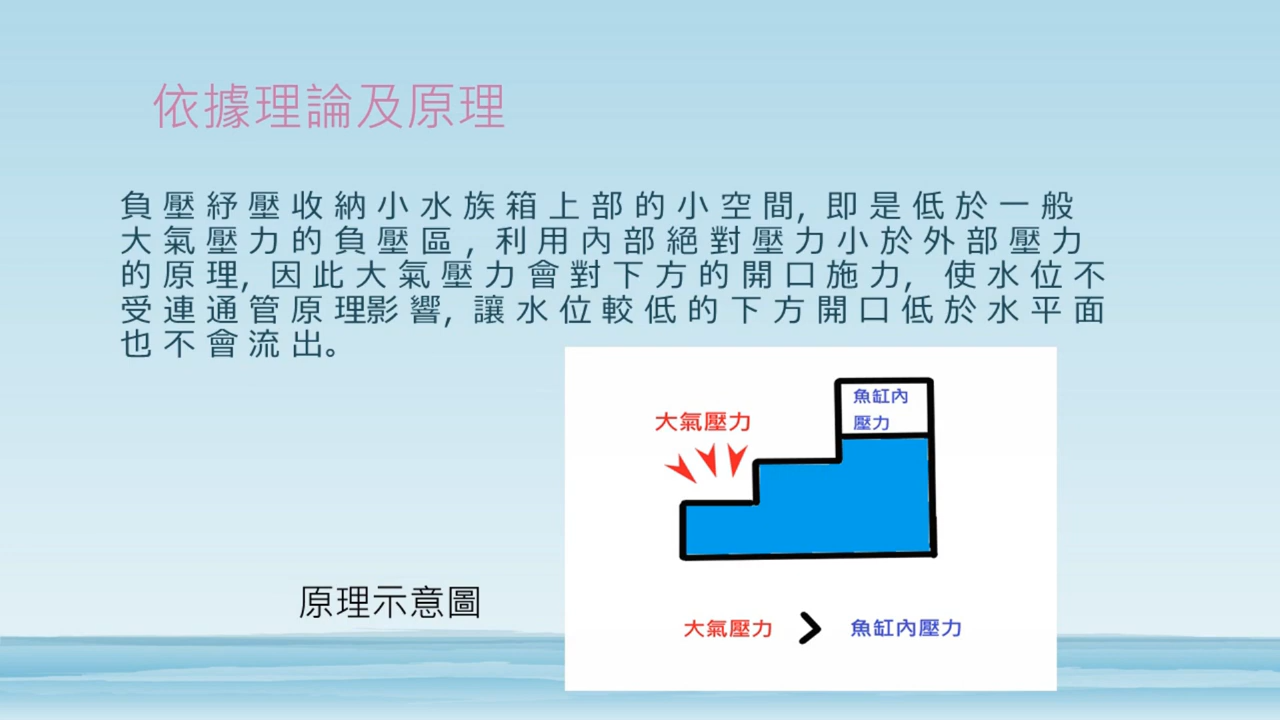 依據理論及原理
負壓紓壓收納小水族箱上部的小空間, 即是低於一般
大氣壓力的負壓區, 利用內部絕對壓力小於外部壓力
的原理, 因此大氣壓力會對下方的開口施力, 使水位不
受連通管原理影響, 讓水位較低的下方開口低於水平面
也不會流出。
魚缸內
壓力
大氣壓力
原理示意圖
大氣壓力 > 魚缸內壓力